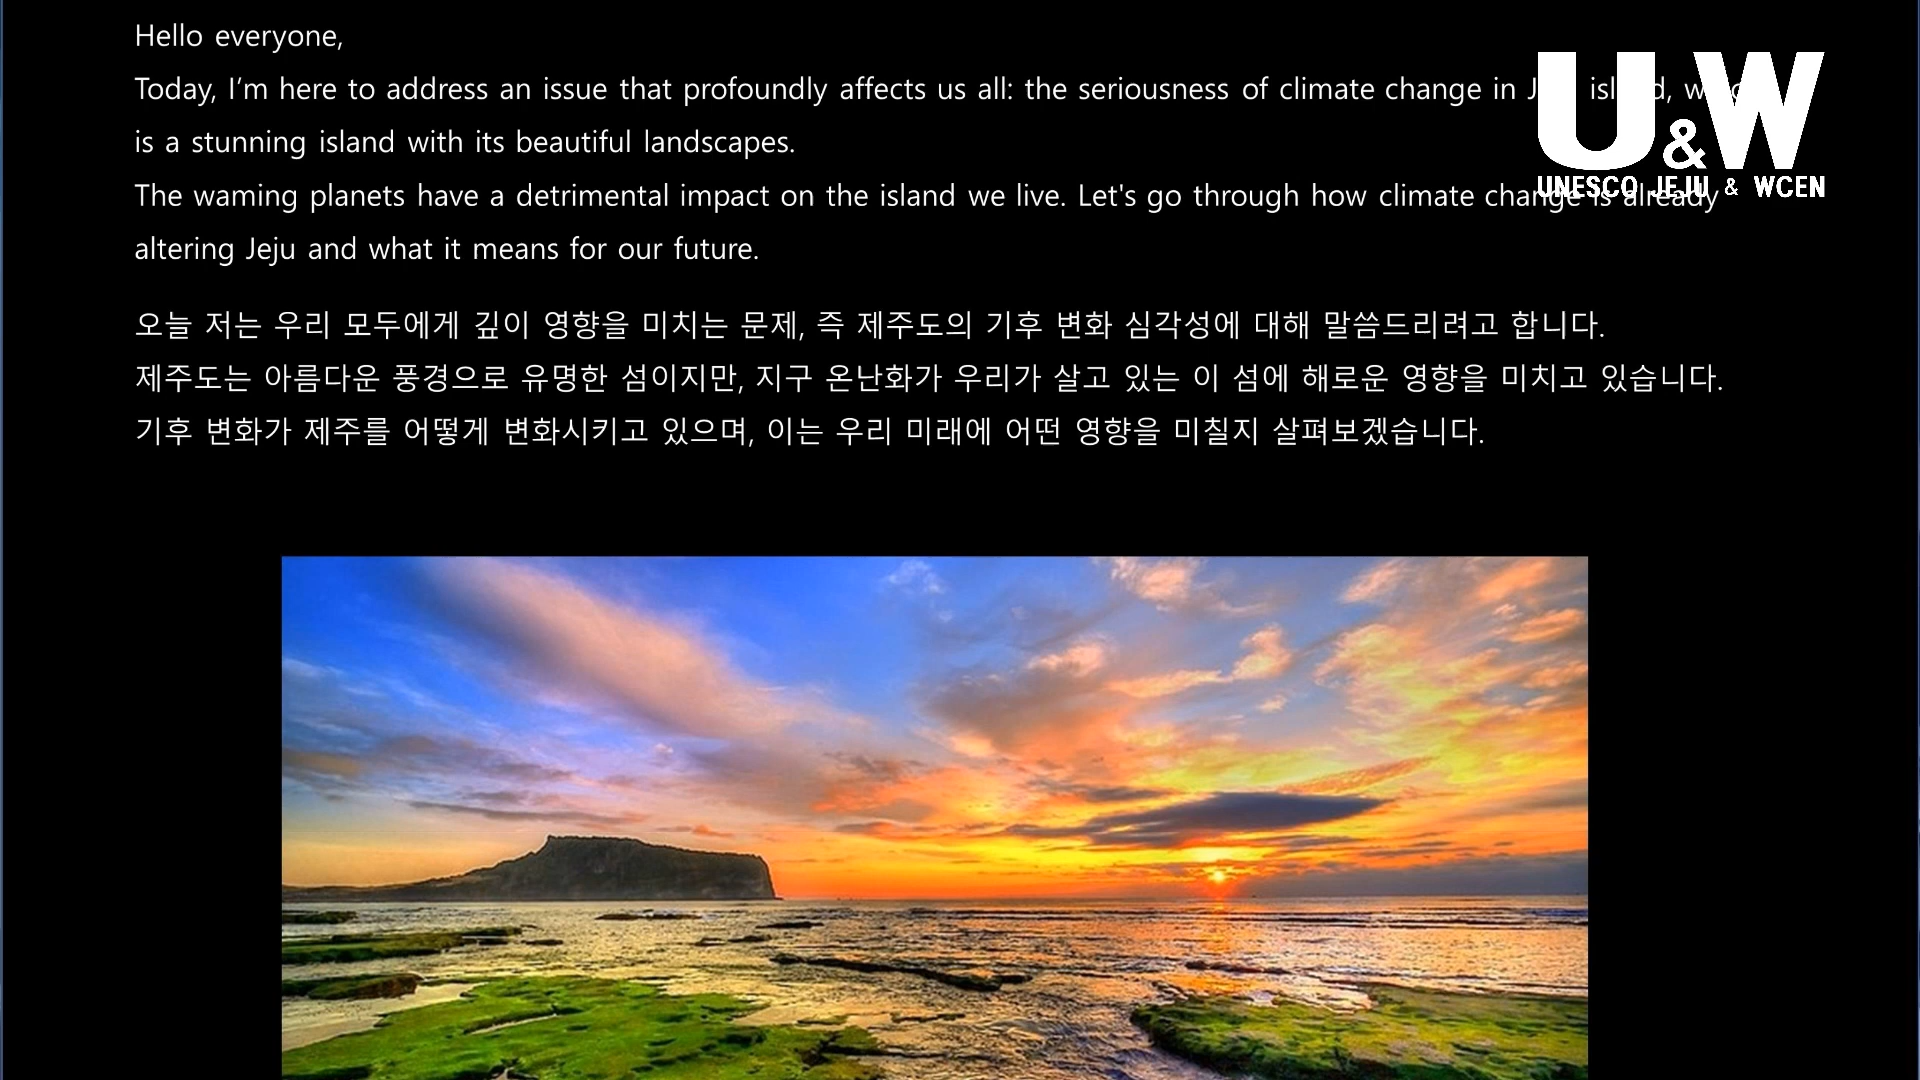 Hello everyone,
Today, I’m here to address an issue that profoundly affects us all: the seriousness of climate change in
is a stunning island with its beautiful landscapes.
The waming planets have a detrimental impact on the island we live. Let's go through how climate change is already
altering Jeju and what it means for our future.
U&W
UNESCO JEJU & WCEN
오늘 저는 우리 모두에게 깊이 영향을 미치는 문제, 즉 제주도의 기후 변화 심각성에 대해 말씀드리려고 합니다.
제주도는 아름다운 풍경으로 유명한 섬이지만, 지구 온난화가 우리가 살고 있는 이 섬에 해로운 영향을 미치고 있습니다.
기후 변화가 제주를 어떻게 변화시키고 있으며, 이는 우리 미래에 어떤 영향을 미칠지 살펴보겠습니다.